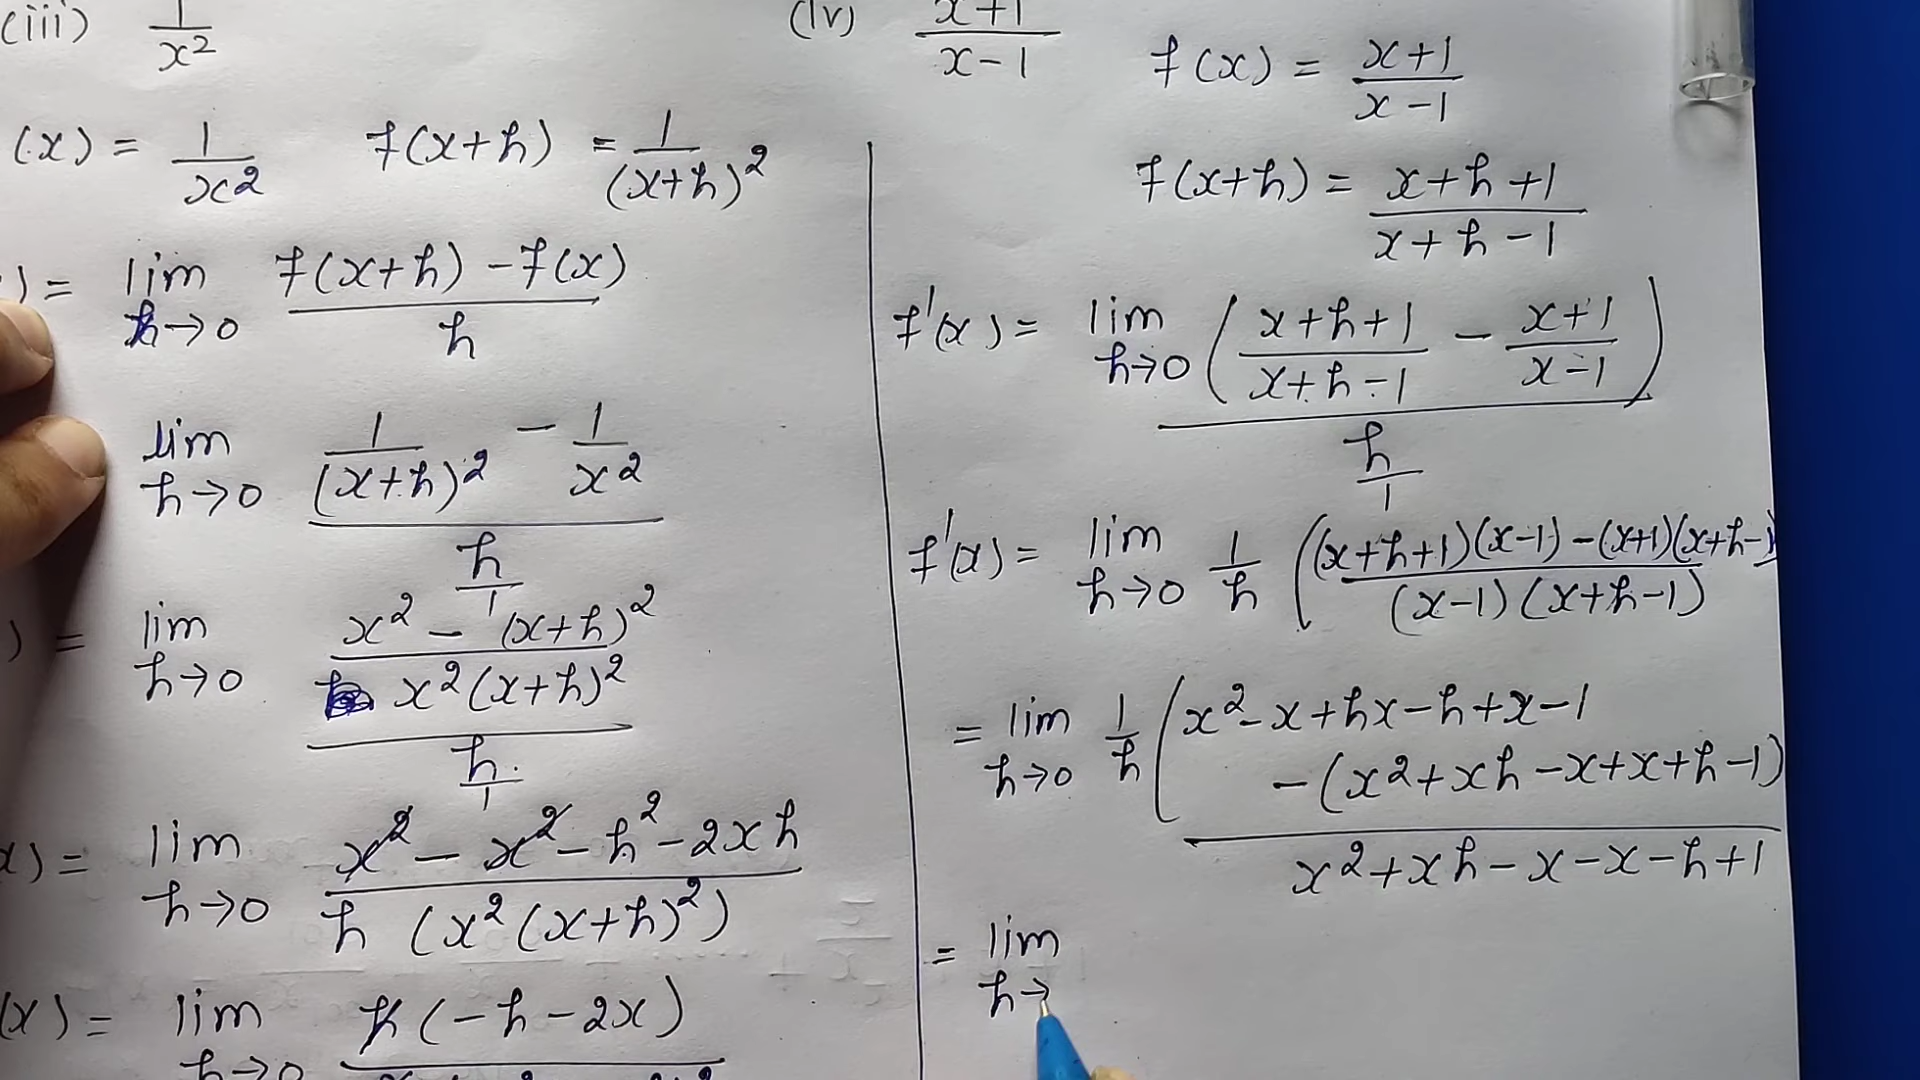 (iii) 1/x²
(x) = 1/x² f(x+h) = 1/(x+h)²
) = lim h→0 f(x+h) - f(x) / h
lim h→0 1/(x+h)² - 1/x² / h/1
) = lim h→0 x² - (x+h)² / x²(x+h)² / h/1
x) = lim h→0 x² - x² - h² - 2xh / h (x²(x+h)²)
(x) = lim h→0 h(-h-2x)
(iv) x+1/x-1
f(x) = x+1/x-1
f(x+h) = x+h+1/x+h-1
f'(x) = lim h→0 (x+h+1/x+h-1 - x+1/x-1) / h/1
f'(x) = lim h→0 1/h ((x+h+1)(x-1) - (x+1)(x+h-1) / (x-1)(x+h-1)
= lim h→0 1/h (x² - x + hx - h + x - 1
- (x² + xh - x + x + h - 1)
x² + xh - x - x - h + 1
= lim h→